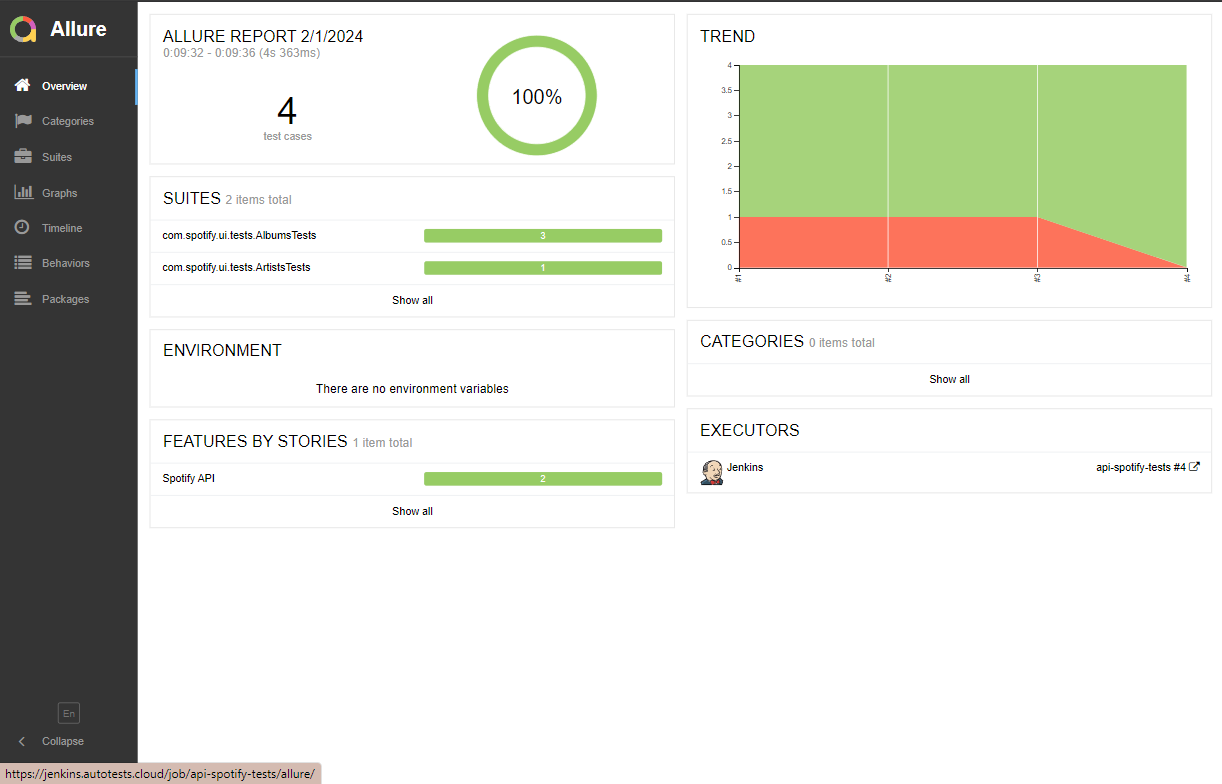 Allure
Overview
Categories
Suites
Graphs
Timeline
Behaviors
Packages
En
Collapse
ALLURE REPORT 2/1/2024
0:09:32 - 0:09:36 (4s 363ms)
4
test cases
100%
SUITES 2 items total
com.spotify.ui.tests.AlbumsTests 3
com.spotify.ui.tests.ArtistsTests 1
Show all
ENVIRONMENT
There are no environment variables
FEATURES BY STORIES 1 item total
Spotify API 2
Show all
TREND
4
3.5
3
2.5
2
1.5
1
0.5
0
#1
#2
#3
#4
CATEGORIES 0 items total
Show all
EXECUTORS
Jenkins api-spotify-tests #4
https://jenkins.autotests.cloud/job/api-spotify-tests/allure/